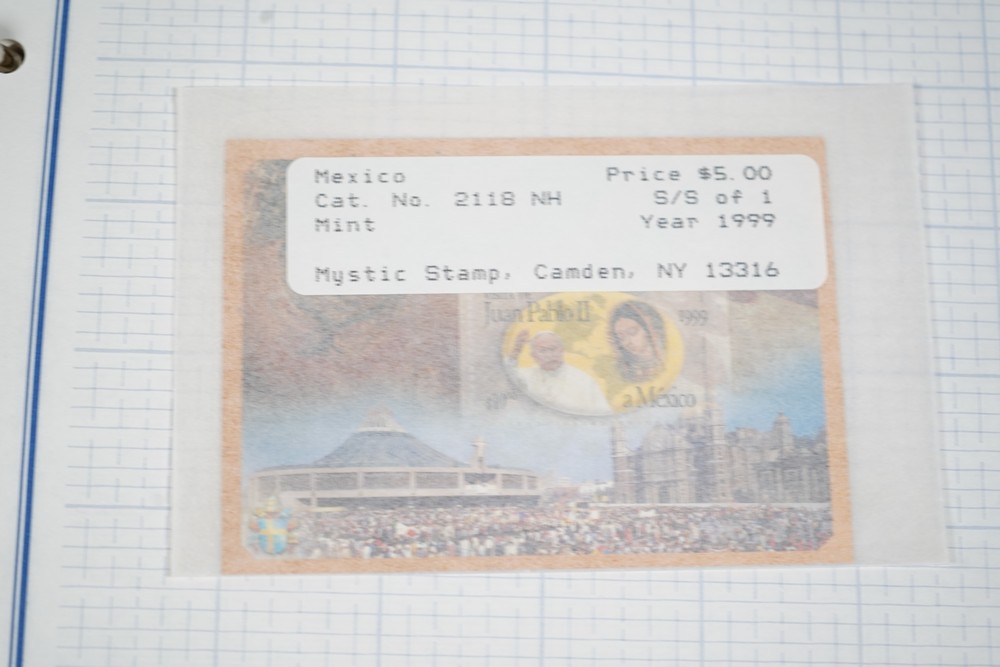 Mexico Price $5.00
Cat. No. 2118 NH S/S of 1
Mint Year 1999
Mystic Stamp, Camden, NY 13316
Juan Pablo II 1999
a México